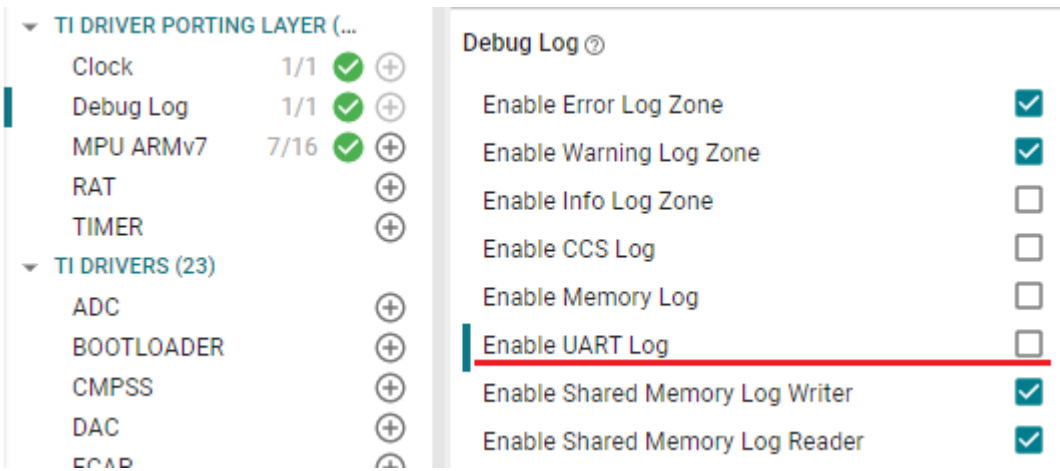 TI DRIVER PORTING LAYER (...
Clock 1/1
Debug Log 1/1
MPU ARMv7 7/16
RAT
TIMER
TI DRIVERS (23)
ADC
BOOTLOADER
CMPSS
DAC
Debug Log
Enable Error Log Zone
Enable Warning Log Zone
Enable Info Log Zone
Enable CCS Log
Enable Memory Log
Enable UART Log
Enable Shared Memory Log Writer
Enable Shared Memory Log Reader